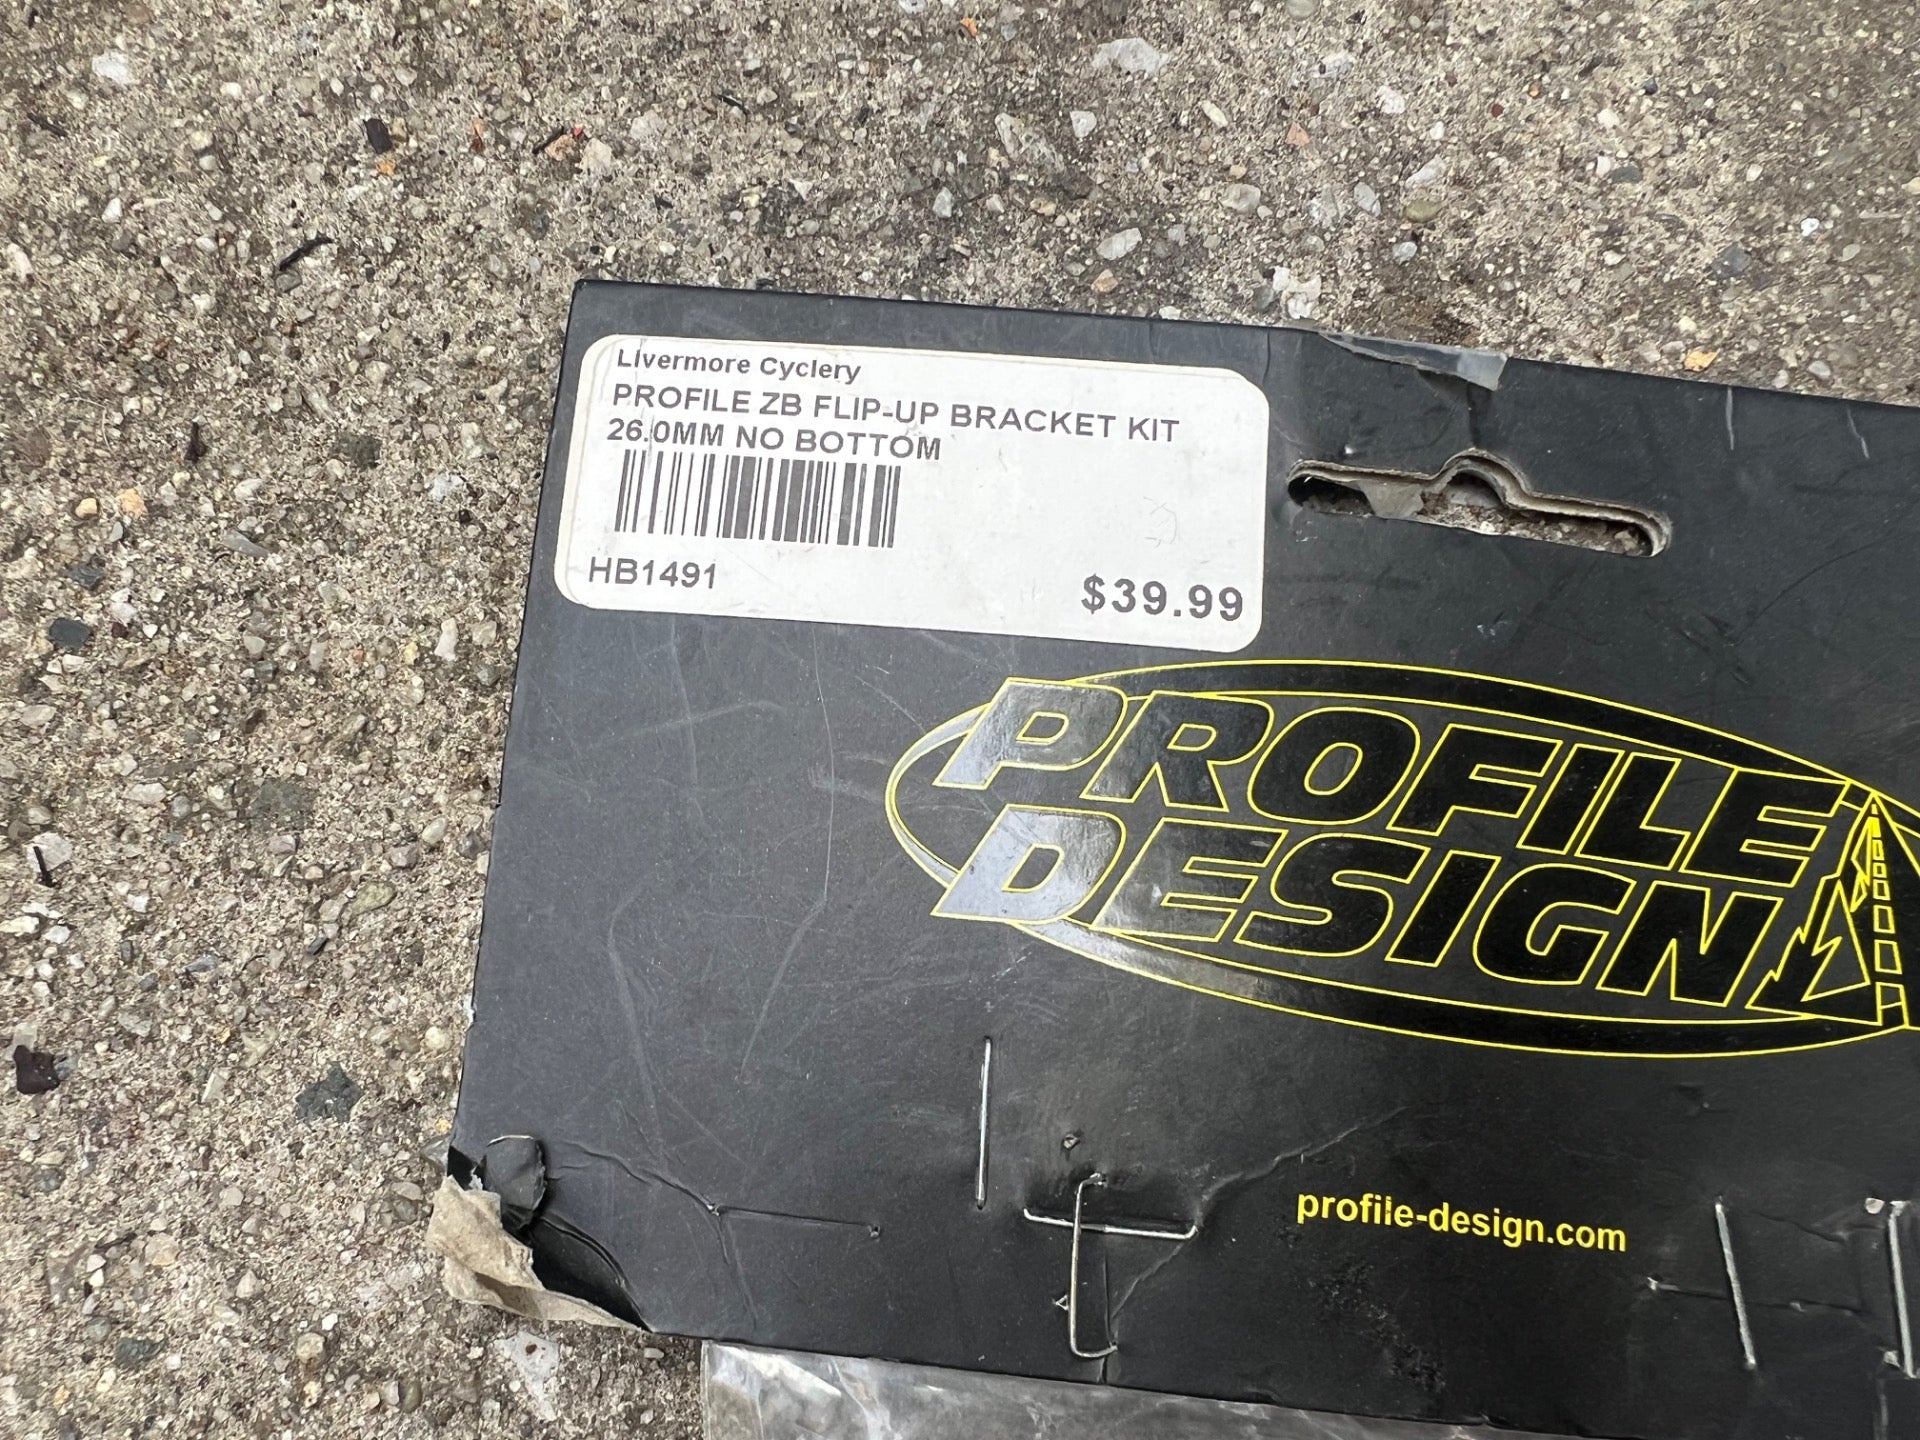 Livermore Cyclery
PROFILE ZB FLIP-UP BRACKET KIT
26.0MM NO BOTTOM
HB1491
$39.99
PROFILE
DESIGN
profile-design.com